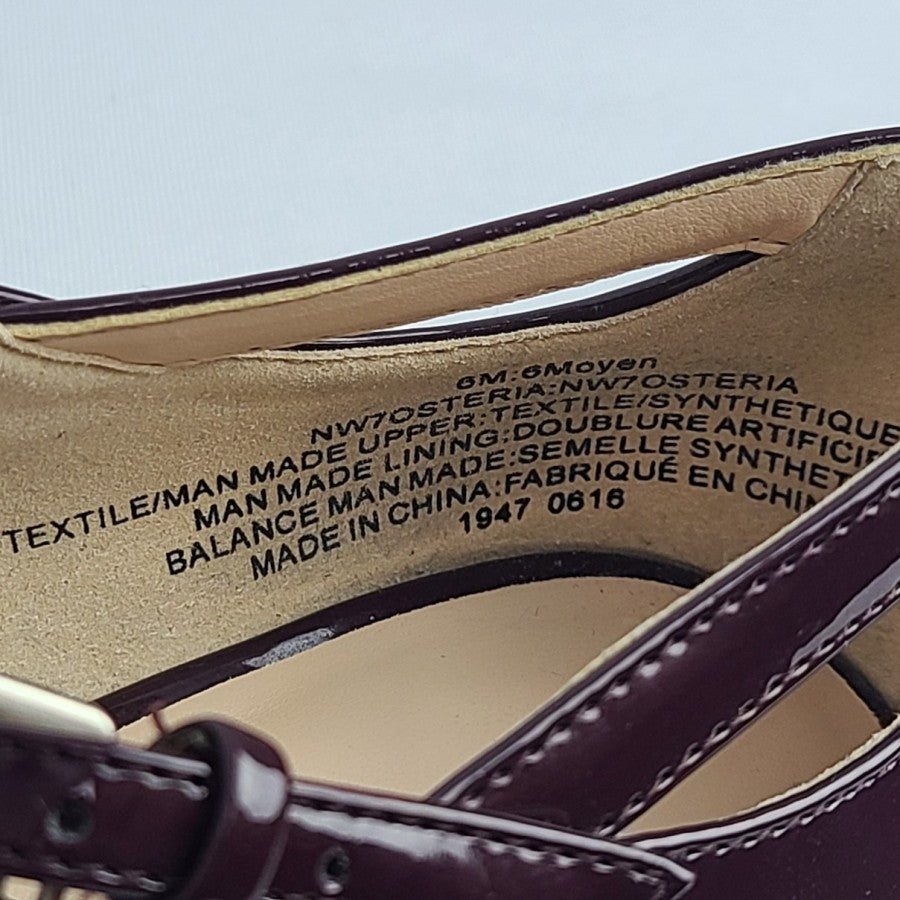 6M:6Moyen
NW7OSTERIA:NW7OSTERIA
TEXTILE/MAN MADE UPPER:TEXTILE/SYNTHETIQUE
MAN MADE LINING:DOUBLURE ARTIFICIE
BALANCE MAN MADE:SEMELLE SYNTHET
MADE IN CHINA:FABRIQUÉ EN CHIN
1947 0616